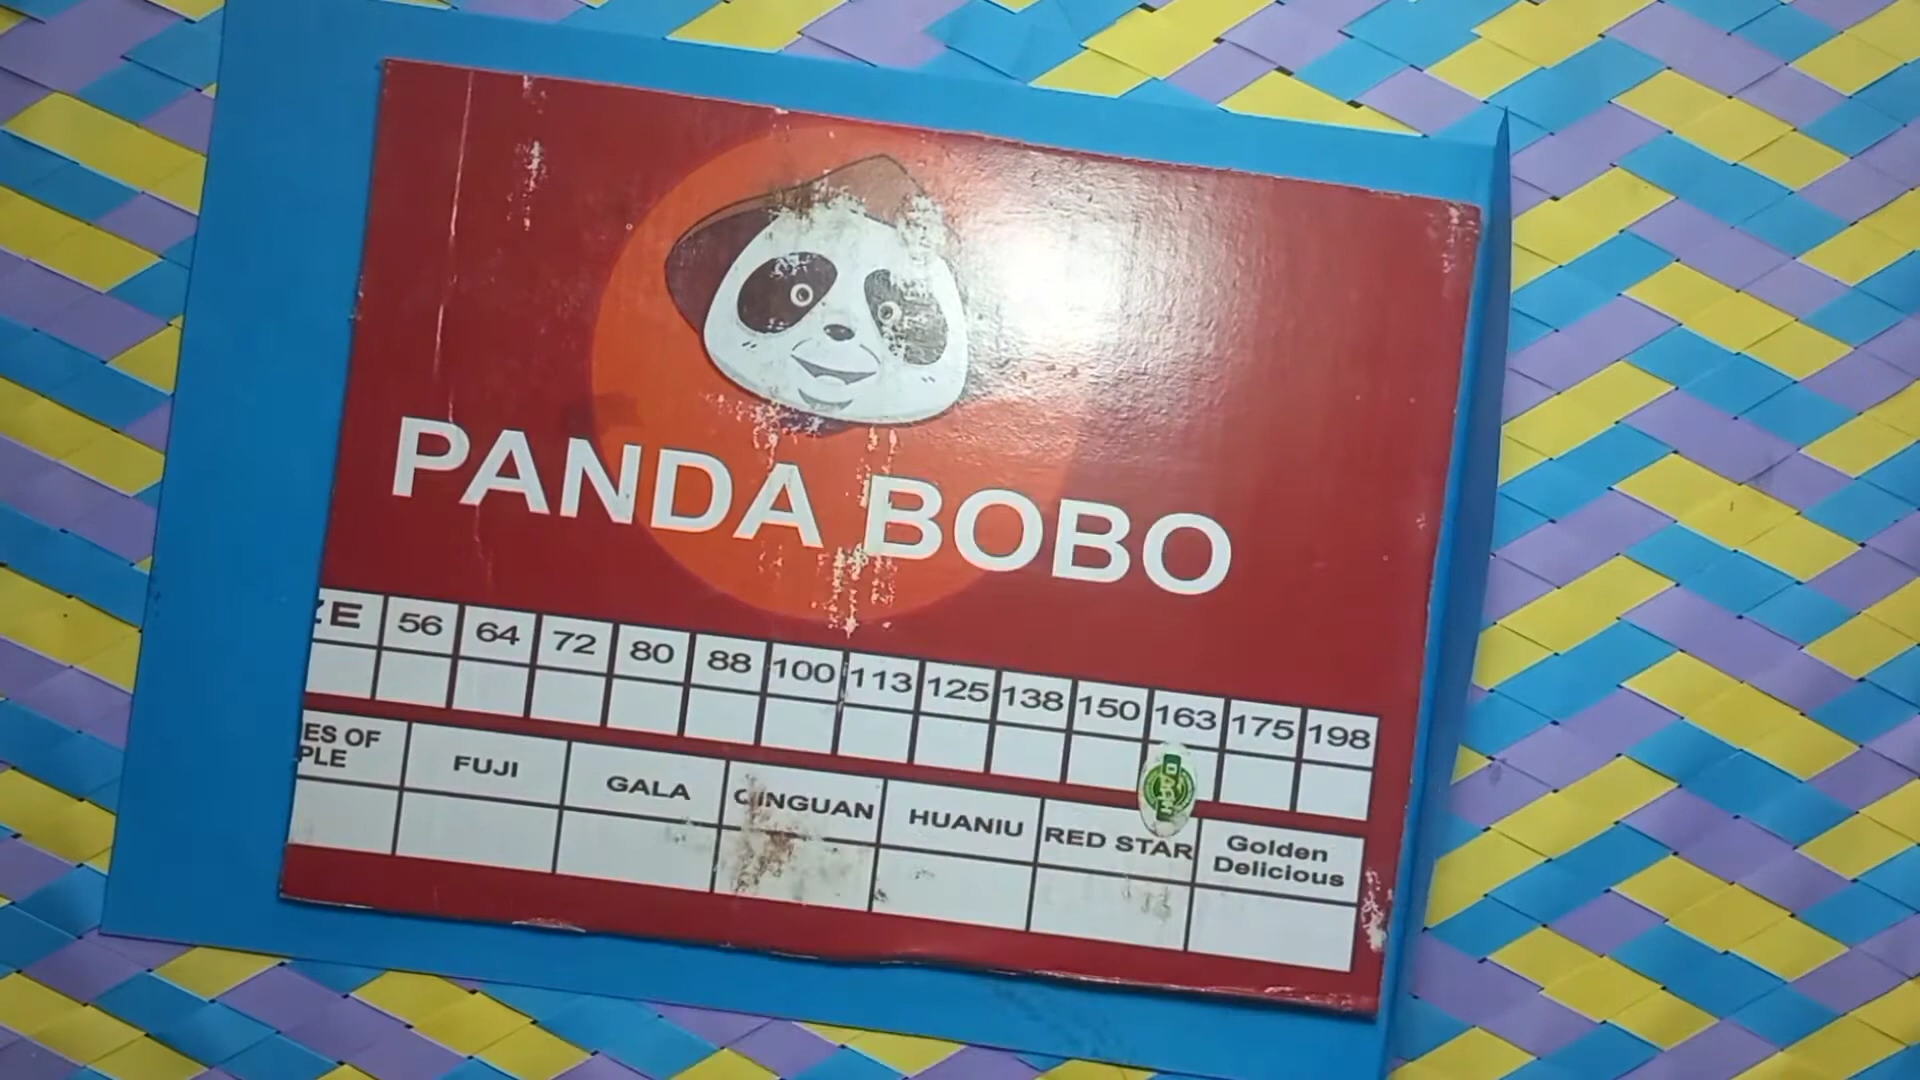 PANDA BOBO
ZE 56 64 72 80 88 100 113 125 138 150 163 175 198
ES OF
PLE
FUJI GALA QINGUAN HUANIU RED STAR Golden
Delicious